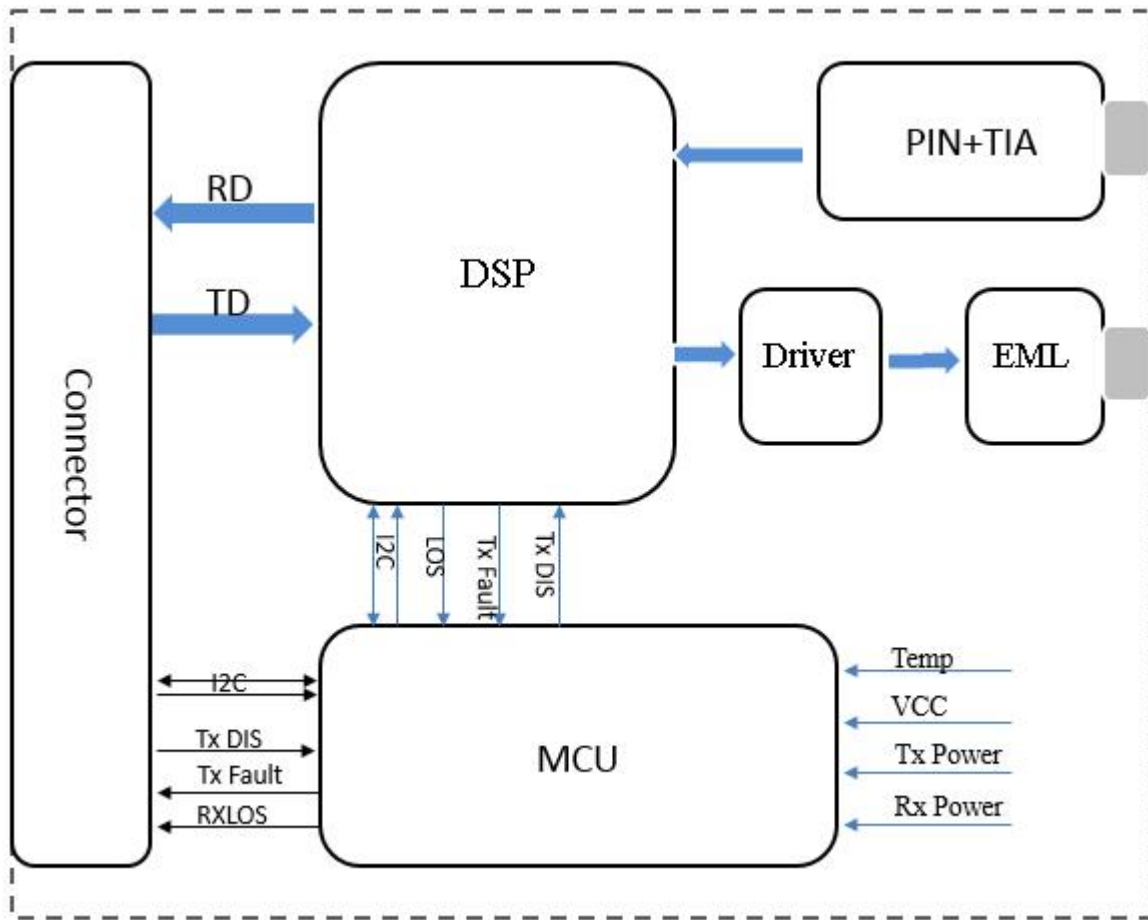 PIN+TIA
RD
DSP
TD
Driver
EML
Connector
I2C
LOS
Tx Fault
Tx DIS
Temp
I2C
VCC
Tx DIS
MCU
Tx Power
Tx Fault
Rx Power
RXLOS